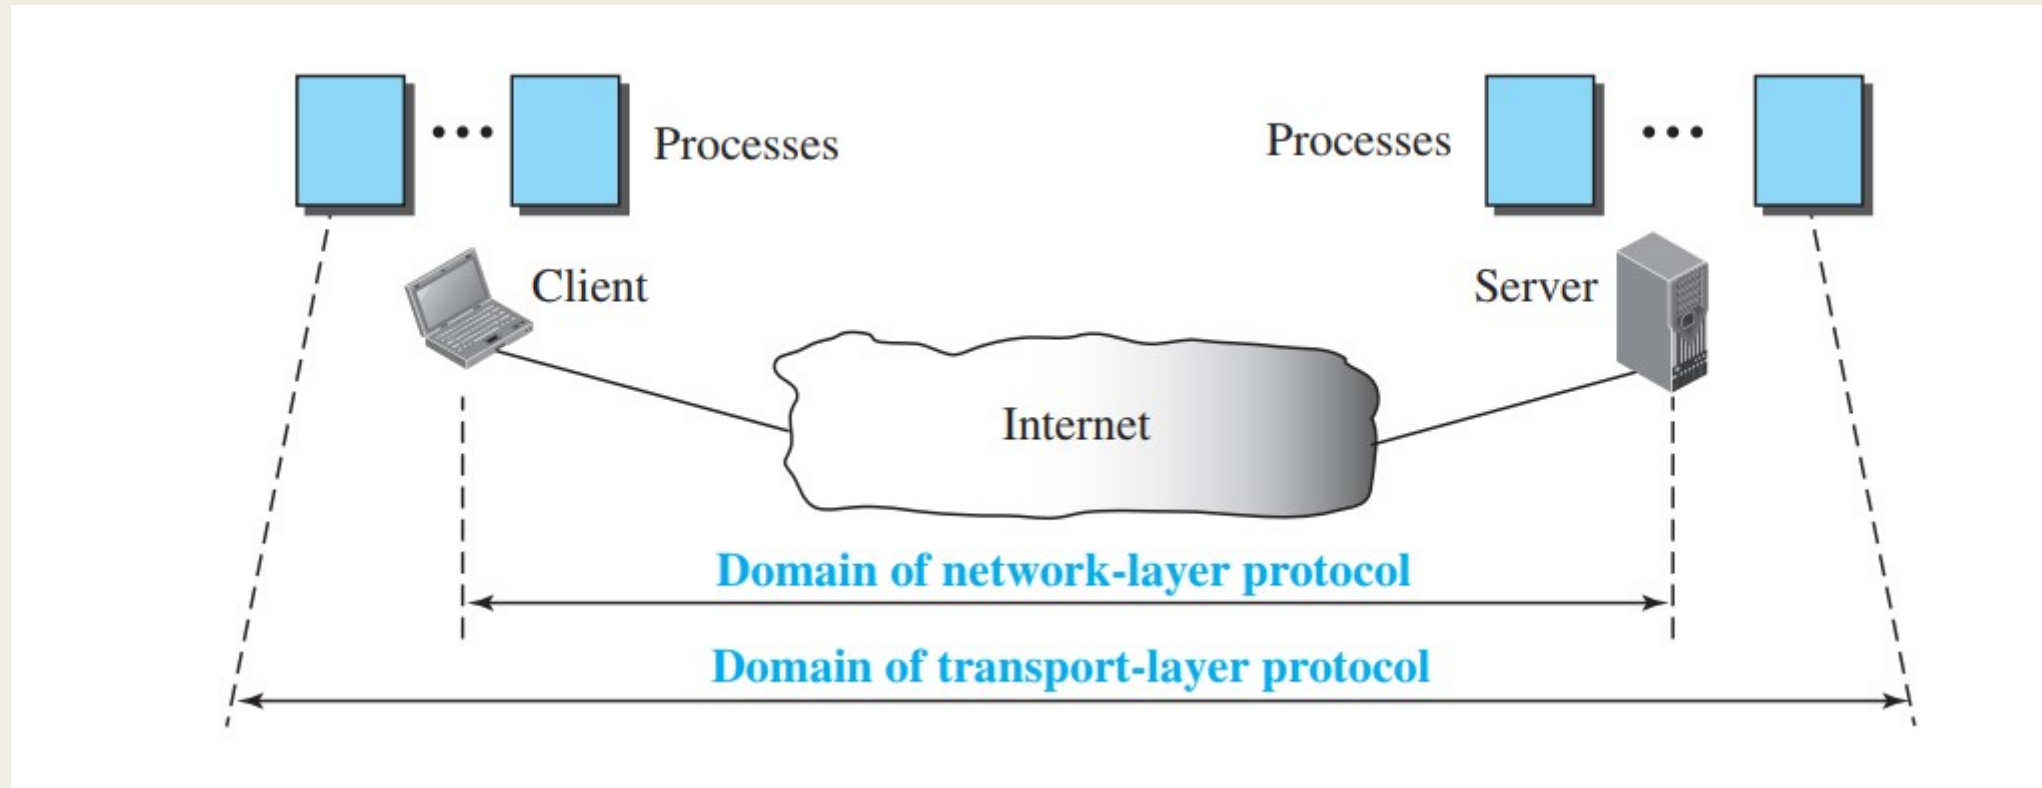 Processes
Processes
Client
Server
Internet
Domain of network-layer protocol
Domain of transport-layer protocol